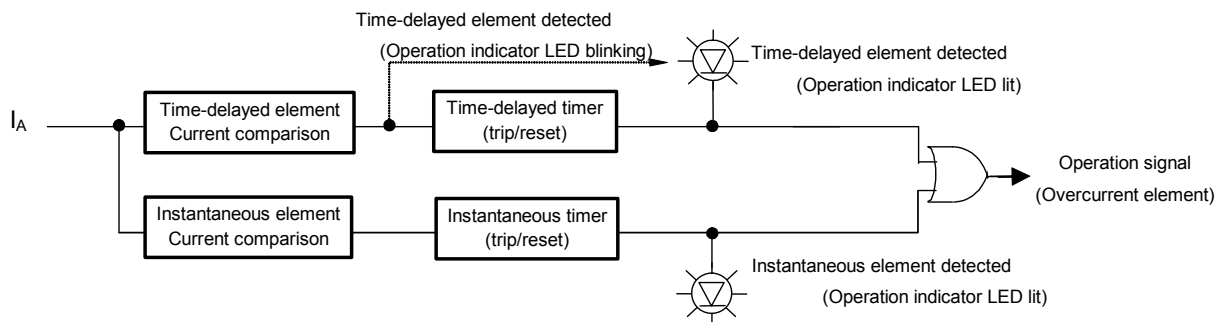 Time-delayed element detected
(Operation indicator LED blinking)
Time-delayed element detected
(Operation indicator LED lit)
I_A
Time-delayed element
Current comparison
Time-delayed timer
(trip/reset)
Operation signal
(Overcurrent element)
Instantaneous element
Current comparison
Instantaneous timer
(trip/reset)
Instantaneous element detected
(Operation indicator LED lit)